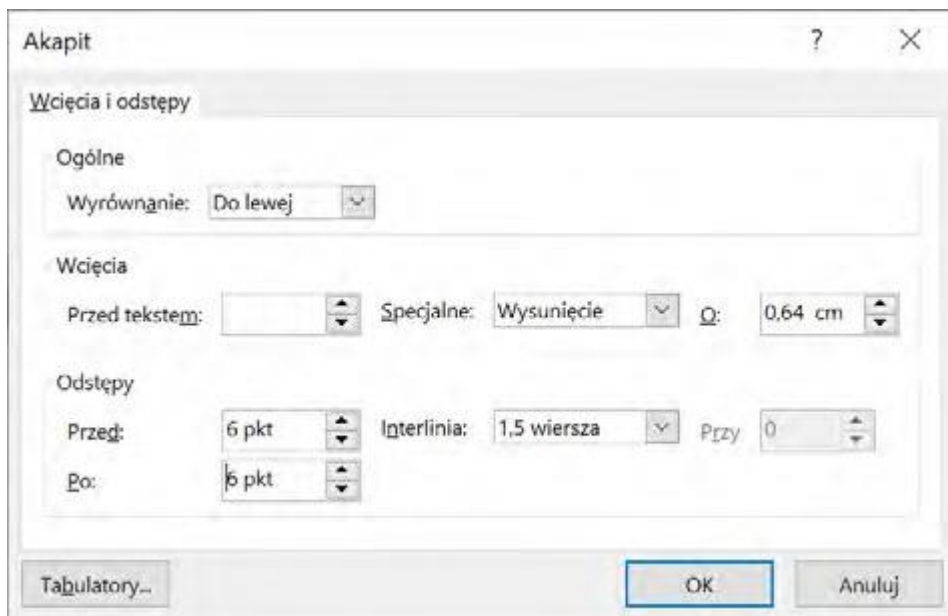 Akapit ?
Wcięcia i odstępy
Ogólne
Wyrównanie: Do lewej
Wcięcia
Przed tekstem: Specjalne: Wysunięcie O: 0,64 cm
Odstępy
Przed: 6 pkt Interlinia: 1,5 wiersza Przy 0
Po: 6 pkt
Tabulatory... OK Anuluj